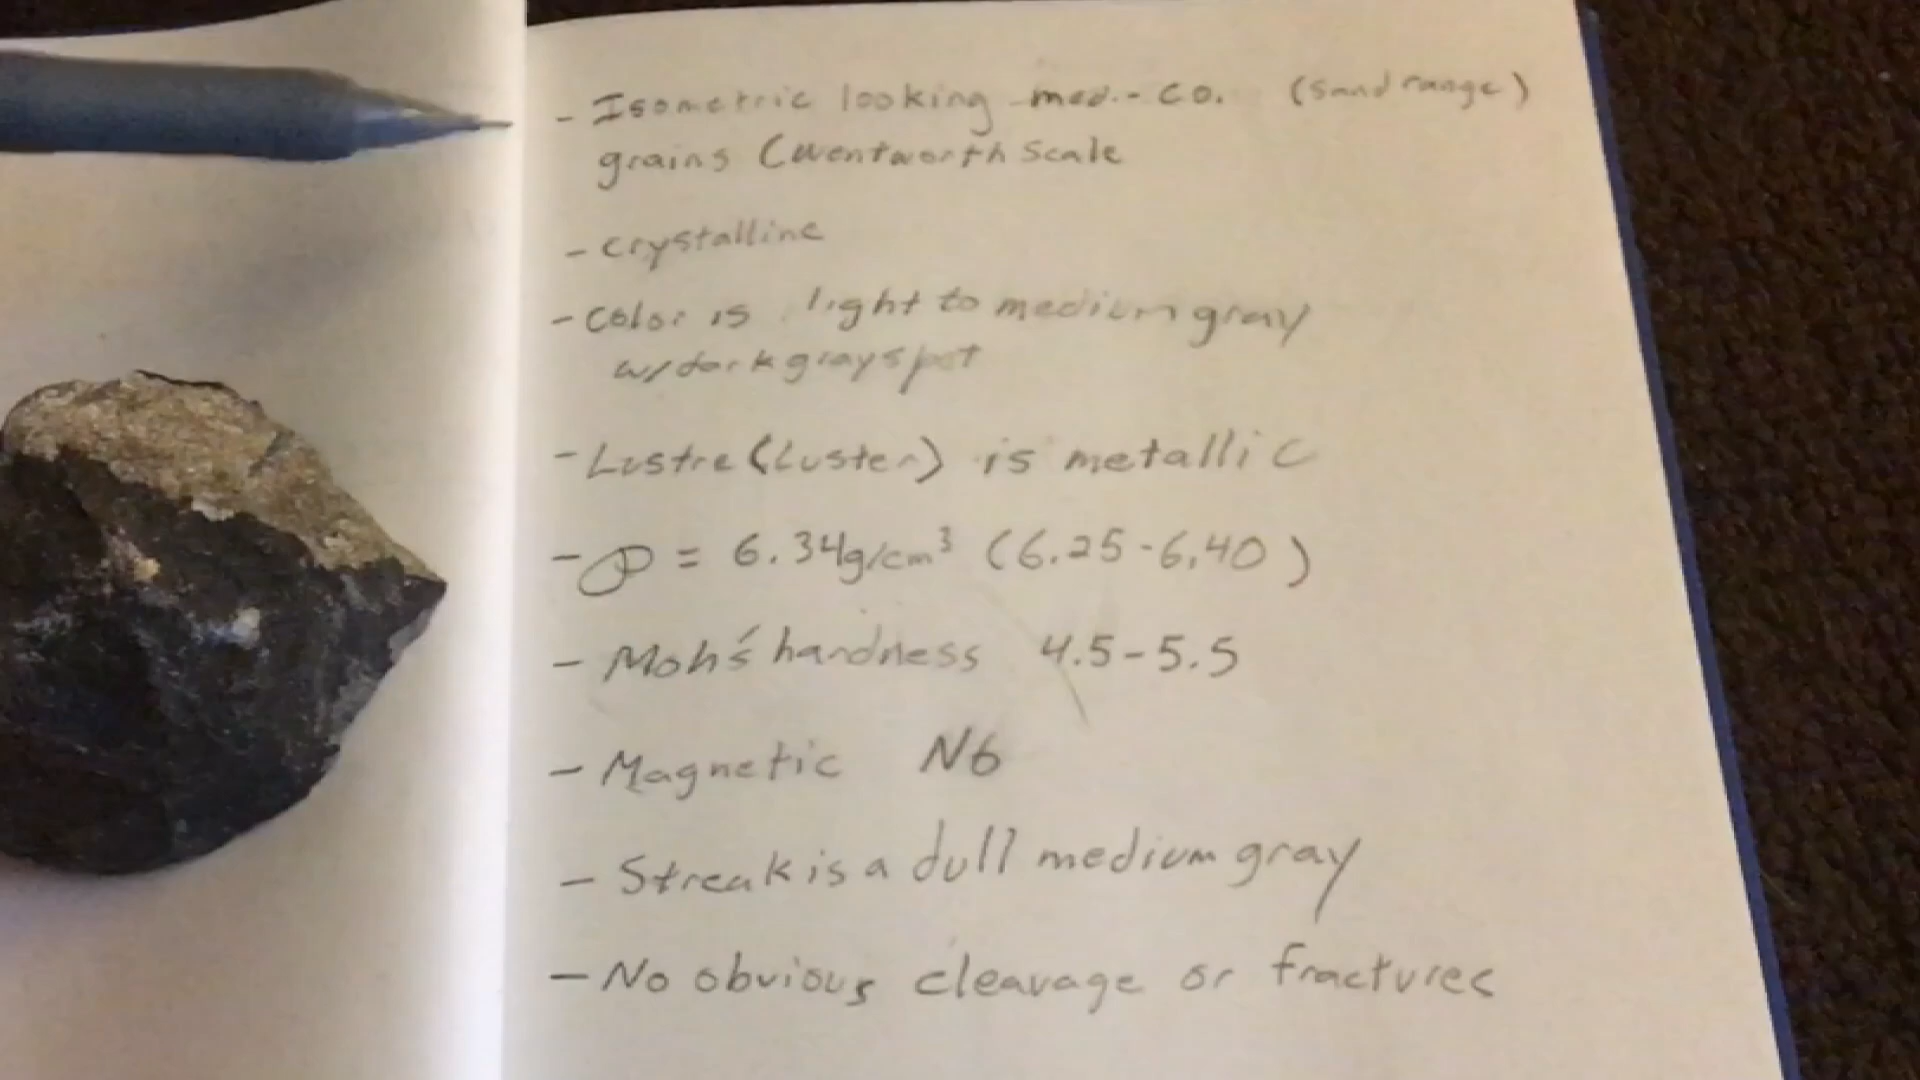 - Isometric looking med.-co. (sand range)
grains (Wentworth Scale
- crystalline
- color is light to medium gray
w/dark gray spot
- Lustre (Luster) is metallic
- ρ = 6.34g/cm³ (6.25-6.40)
- Moh's hardness 4.5-5.5
- Magnetic No
- Streak is a dull medium gray
- No obvious cleavage or fractures